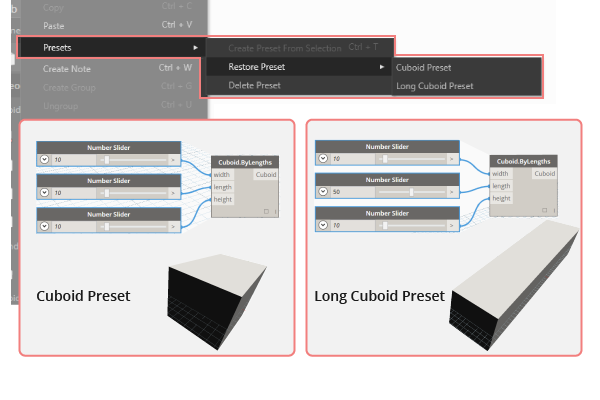 Copy Ctrl + C
Paste Ctrl + V
Presets
Create Preset From Selection Ctrl + T
Restore Preset
Cuboid Preset
Create Note Ctrl + W
Delete Preset
Long Cuboid Preset
Create Group Ctrl + G
Ungroup Ctrl + U
Number Slider
10 >
Number Slider
10 >
Number Slider
10 >
Cuboid.ByLengths
width Cuboid
length
height
Cuboid Preset
Number Slider
10 >
Number Slider
50 >
Number Slider
10 >
Cuboid.ByLengths
width Cuboid
length
height
Long Cuboid Preset